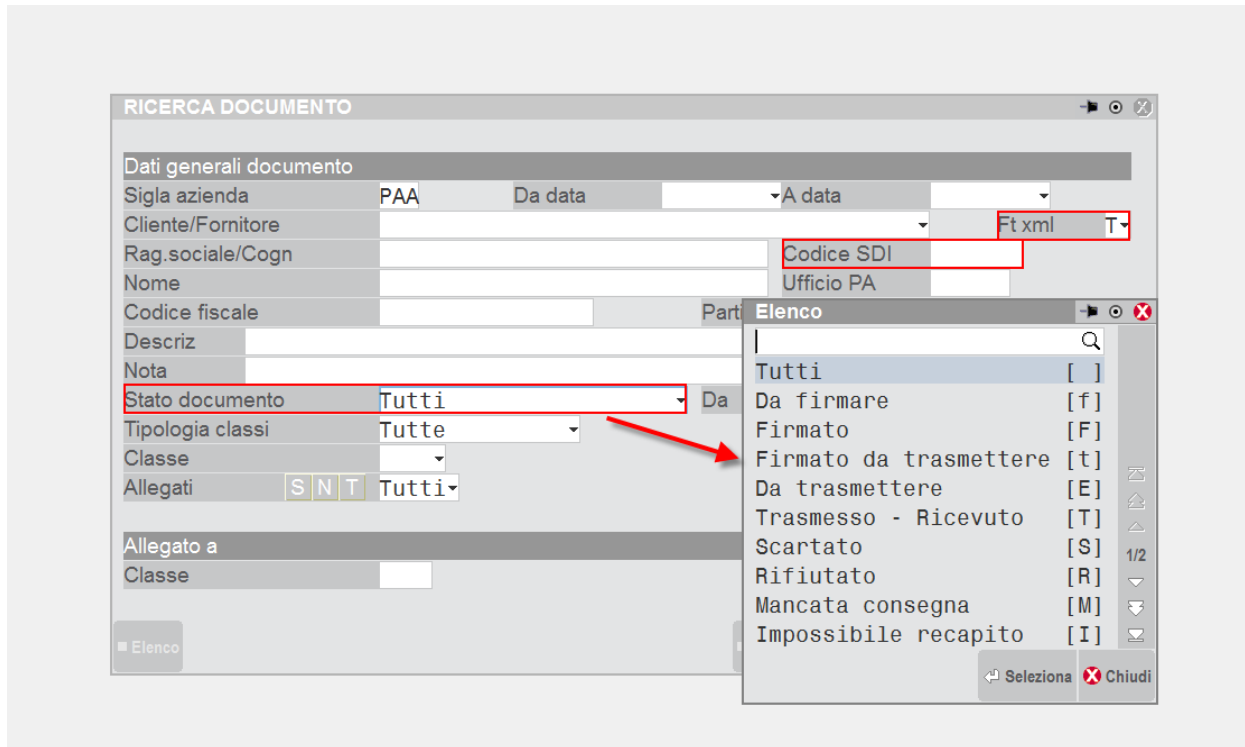 RICERCA DOCUMENTO
Dati generali documento
Sigla azienda PAA Da data A data
Cliente/Fornitore Ft xml T
Rag.sociale/Cogn Codice SDI
Nome Ufficio PA
Codice fiscale Parti
Descriz
Nota
Stato documento Tutti Da
Tipologia classi Tutte
Classe
Allegati S N T Tutti
Allegato a
Classe
Elenco
Elenco
Tutti [ ]
Da firmare [f]
Firmato [F]
Firmato da trasmettere [t]
Da trasmettere [E]
Trasmesso - Ricevuto [T]
Scartato [S]
1/2
Rifiutato [R]
Mancata consegna [M]
Impossibile recapito [I]
Seleziona Chiudi